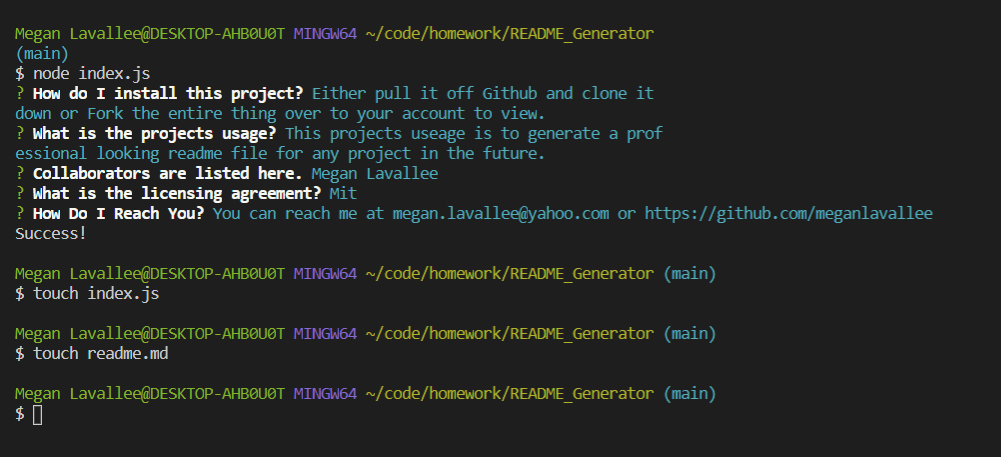 Megan Lavallee@DESKTOP-AHB0U0T MINGW64 ~/code/homework/README_Generator
(main)
$ node index.js
? How do I install this project? Either pull it off Github and clone it
down or Fork the entire thing over to your account to view.
? What is the projects usage? This projects useage is to generate a prof
essional looking readme file for any project in the future.
? Collaborators are listed here. Megan Lavallee
? What is the licensing agreement? Mit
? How Do I Reach You? You can reach me at megan.lavallee@yahoo.com or https://github.com/meganlavallee
Success!
Megan Lavallee@DESKTOP-AHB0U0T MINGW64 ~/code/homework/README_Generator (main)
$ touch index.js
Megan Lavallee@DESKTOP-AHB0U0T MINGW64 ~/code/homework/README_Generator (main)
$ touch readme.md
Megan Lavallee@DESKTOP-AHB0U0T MINGW64 ~/code/homework/README_Generator (main)
$